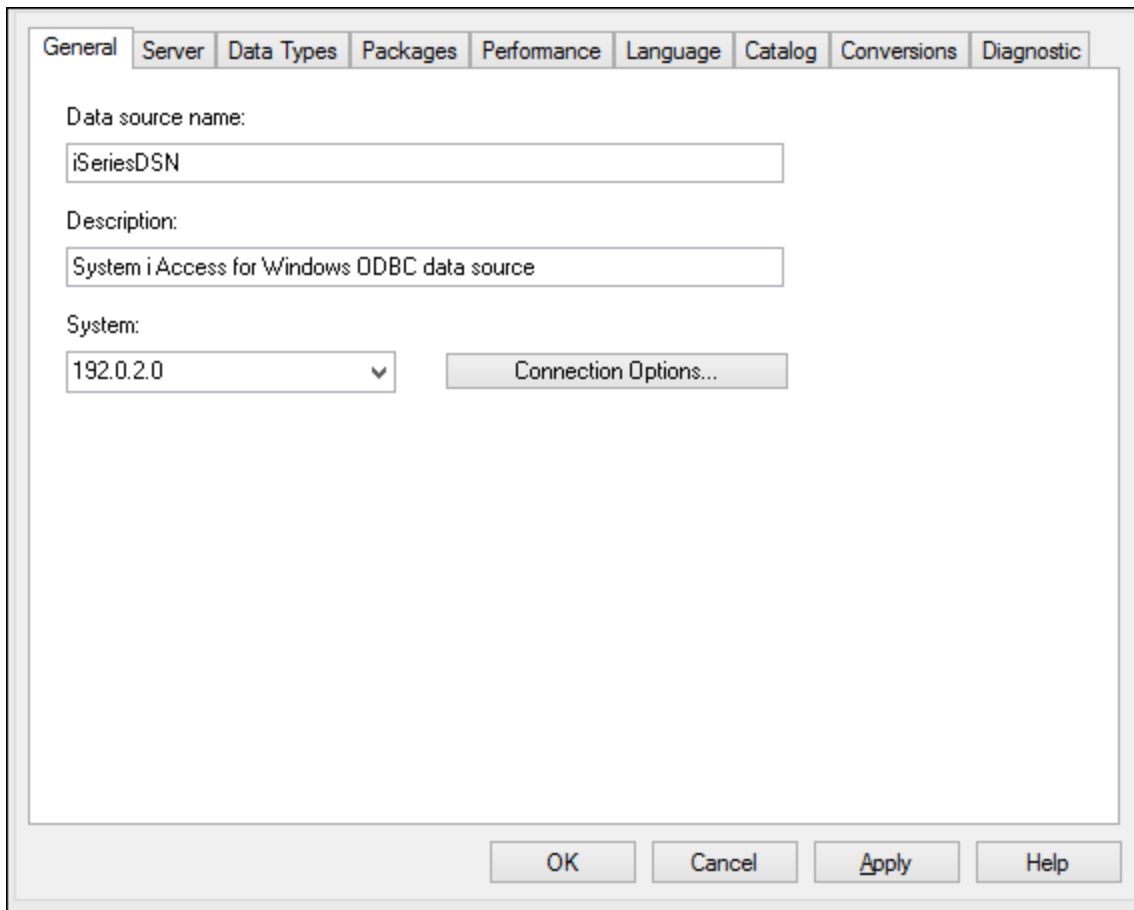 General Server Data Types Packages Performance Language Catalog Conversions Diagnostic
Data source name:
iSeriesDSN
Description:
System i Access for Windows ODBC data source
System:
192.0.2.0 Connection Options...
OK Cancel Apply Help